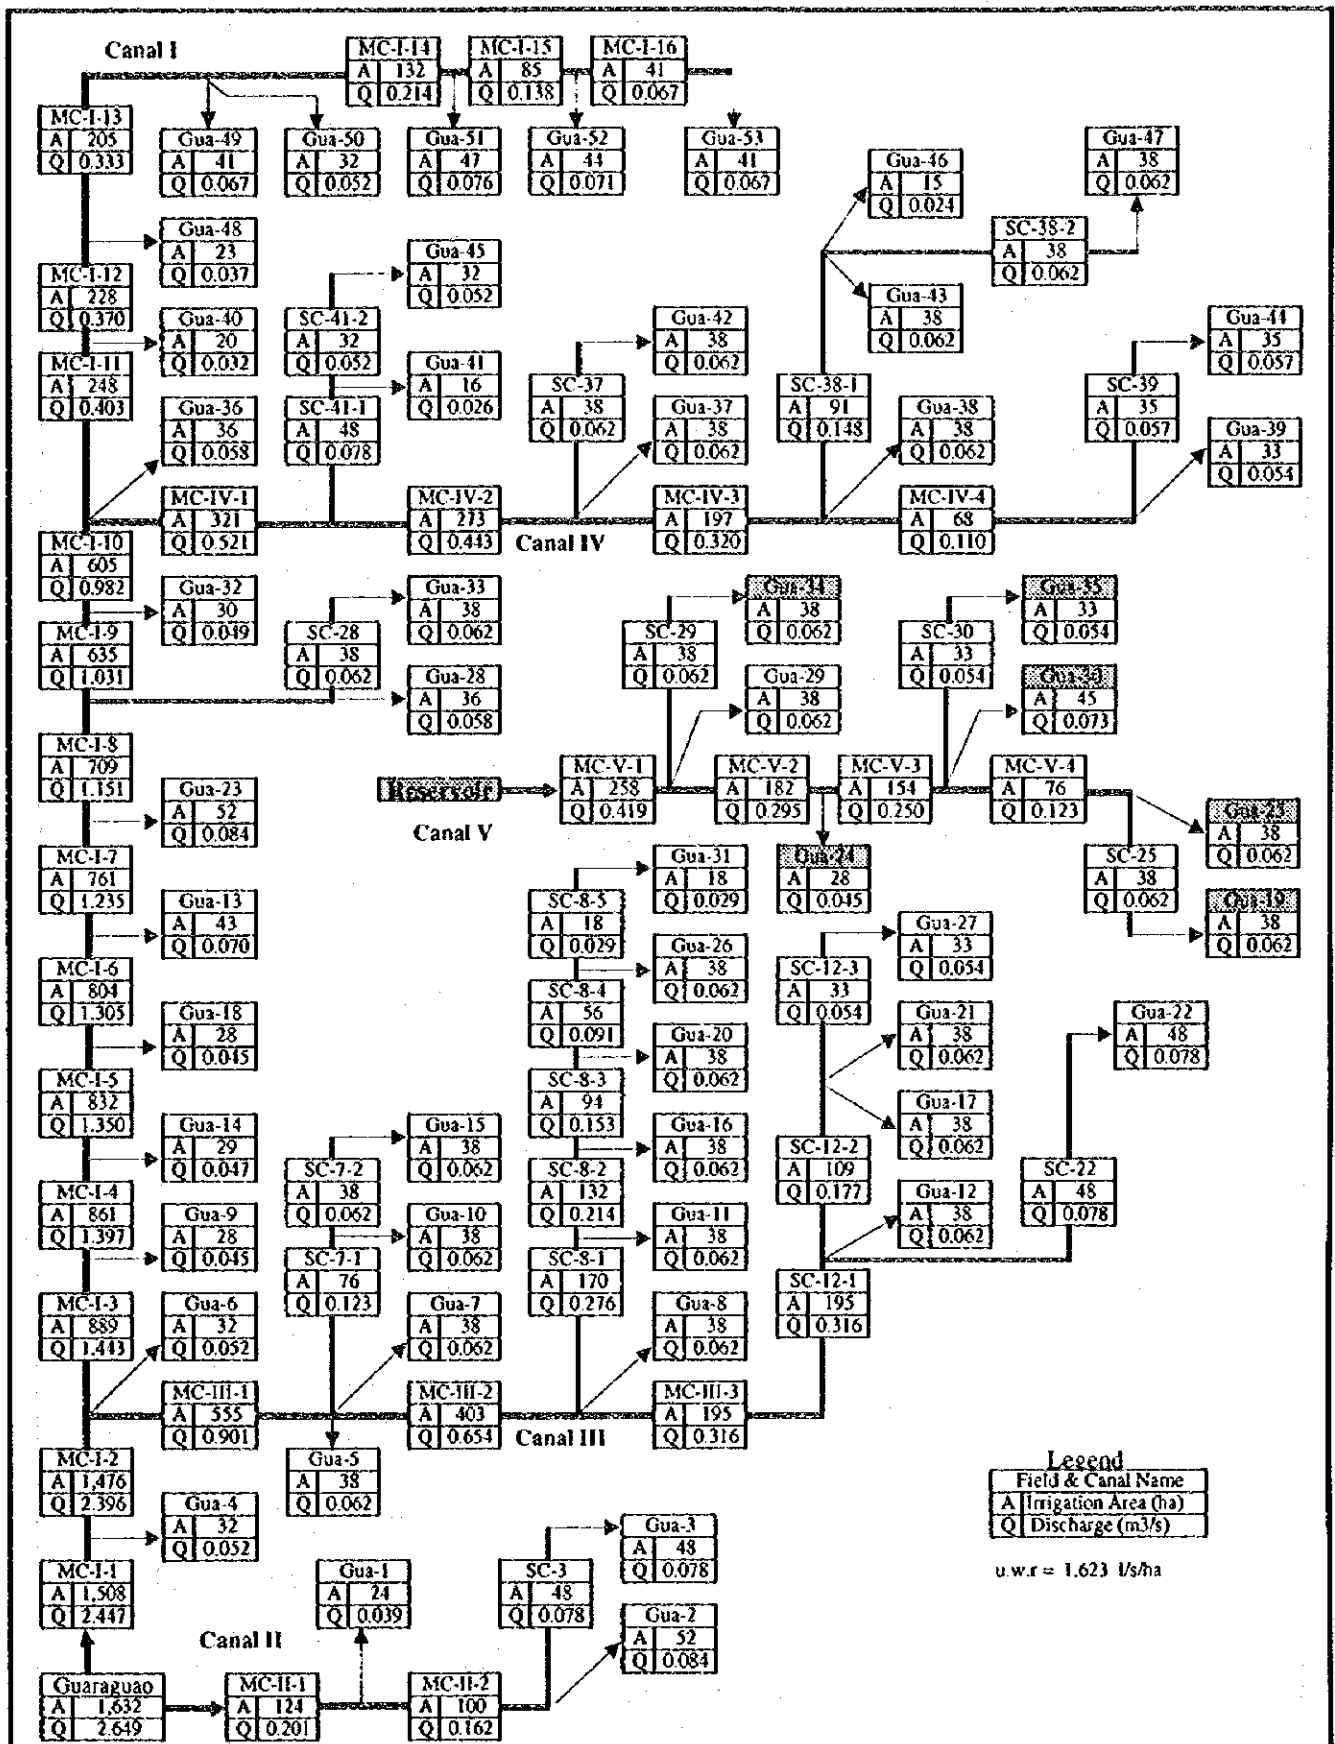 Canal I
MC-I-14
A 132
Q 0.214
MC-I-15
A 85
Q 0.138
MC-I-16
A 41
Q 0.067
MC-I-13
A 205
Q 0.333
Gua-49
A 41
Q 0.067
Gua-50
A 32
Q 0.052
Gua-51
A 47
Q 0.076
Gua-52
A 44
Q 0.071
Gua-53
A 41
Q 0.067
Gua-46
A 15
Q 0.024
Gua-47
A 38
Q 0.062
Gua-48
A 23
Q 0.037
Gua-45
A 32
Q 0.052
SC-38-2
A 38
Q 0.062
MC-I-12
A 228
Q 0.370
Gua-40
A 20
Q 0.032
SC-41-2
A 32
Q 0.052
Gua-42
A 38
Q 0.062
Gua-43
A 38
Q 0.062
Gua-44
A 35
Q 0.057
MC-I-11
A 248
Q 0.403
Gua-41
A 16
Q 0.026
SC-37
A 38
Q 0.062
SC-38-1
A 91
Q 0.148
SC-39
A 35
Q 0.057
Gua-36
A 36
Q 0.058
SC-41-1
A 48
Q 0.078
Gua-37
A 38
Q 0.062
Gua-38
A 38
Q 0.062
Gua-39
A 33
Q 0.054
MC-IV-1
A 321
Q 0.521
MC-IV-2
A 273
Q 0.443
Canal IV
MC-IV-3
A 197
Q 0.320
MC-IV-4
A 68
Q 0.110
MC-I-10
A 605
Q 0.982
Gua-32
A 30
Q 0.049
Gua-33
A 38
Q 0.062
Gua-34
A 38
Q 0.062
Gua-35
A 33
Q 0.054
MC-I-9
A 635
Q 1.031
SC-28
A 38
Q 0.062
SC-29
A 38
Q 0.062
SC-30
A 33
Q 0.054
Gua-28
A 36
Q 0.058
Gua-29
A 38
Q 0.062
Gua-30
A 45
Q 0.073
MC-I-8
A 709
Q 1.151
Reservoir
Canal V
MC-V-1
A 258
Q 0.419
MC-V-2
A 182
Q 0.295
MC-V-3
A 154
Q 0.250
MC-V-4
A 76
Q 0.123
Gua-23
A 52
Q 0.084
Gua-25
A 38
Q 0.062
MC-I-7
A 761
Q 1.235
Gua-31
A 18
Q 0.029
Gua-24
A 28
Q 0.045
SC-25
A 38
Q 0.062
Gua-13
A 43
Q 0.070
SC-8-5
A 18
Q 0.029
Gua-27
A 33
Q 0.054
Gua-19
A 38
Q 0.062
MC-I-6
A 804
Q 1.305
Gua-26
A 38
Q 0.062
SC-12-3
A 33
Q 0.054
Gua-18
A 28
Q 0.045
SC-8-4
A 56
Q 0.091
Gua-20
A 38
Q 0.062
Gua-21
A 38
Q 0.062
Gua-22
A 48
Q 0.078
MC-I-5
A 832
Q 1.350
SC-8-3
A 94
Q 0.153
Gua-17
A 38
Q 0.062
Gua-14
A 29
Q 0.047
Gua-15
A 38
Q 0.062
Gua-16
A 38
Q 0.062
SC-12-2
A 109
Q 0.177
SC-7-2
A 38
Q 0.062
SC-8-2
A 132
Q 0.214
SC-22
A 48
Q 0.078
MC-I-4
A 861
Q 1.397
Gua-9
A 28
Q 0.045
Gua-10
A 38
Q 0.062
Gua-11
A 38
Q 0.062
Gua-12
A 38
Q 0.062
SC-7-1
A 76
Q 0.123
SC-8-1
A 170
Q 0.276
SC-12-1
A 195
Q 0.316
MC-I-3
A 889
Q 1.443
Gua-6
A 32
Q 0.052
Gua-7
A 38
Q 0.062
Gua-8
A 38
Q 0.062
MC-III-1
A 555
Q 0.901
MC-III-2
A 403
Q 0.654
Canal III
MC-III-3
A 195
Q 0.316
MC-I-2
A 1,476
Q 2.396
Gua-5
A 38
Q 0.062
Legend
Field & Canal Name
A Irrigation Area (ha)
Q Discharge (m3/s)
u.w.r = 1.623 l/s/ha
Gua-4
A 32
Q 0.052
Gua-3
A 48
Q 0.078
MC-I-1
A 1,508
Q 2.447
Gua-1
A 24
Q 0.039
SC-3
A 48
Q 0.078
Gua-2
A 52
Q 0.084
Canal II
Guaraguao
A 1,632
Q 2.649
MC-II-1
A 124
Q 0.201
MC-II-2
A 100
Q 0.162